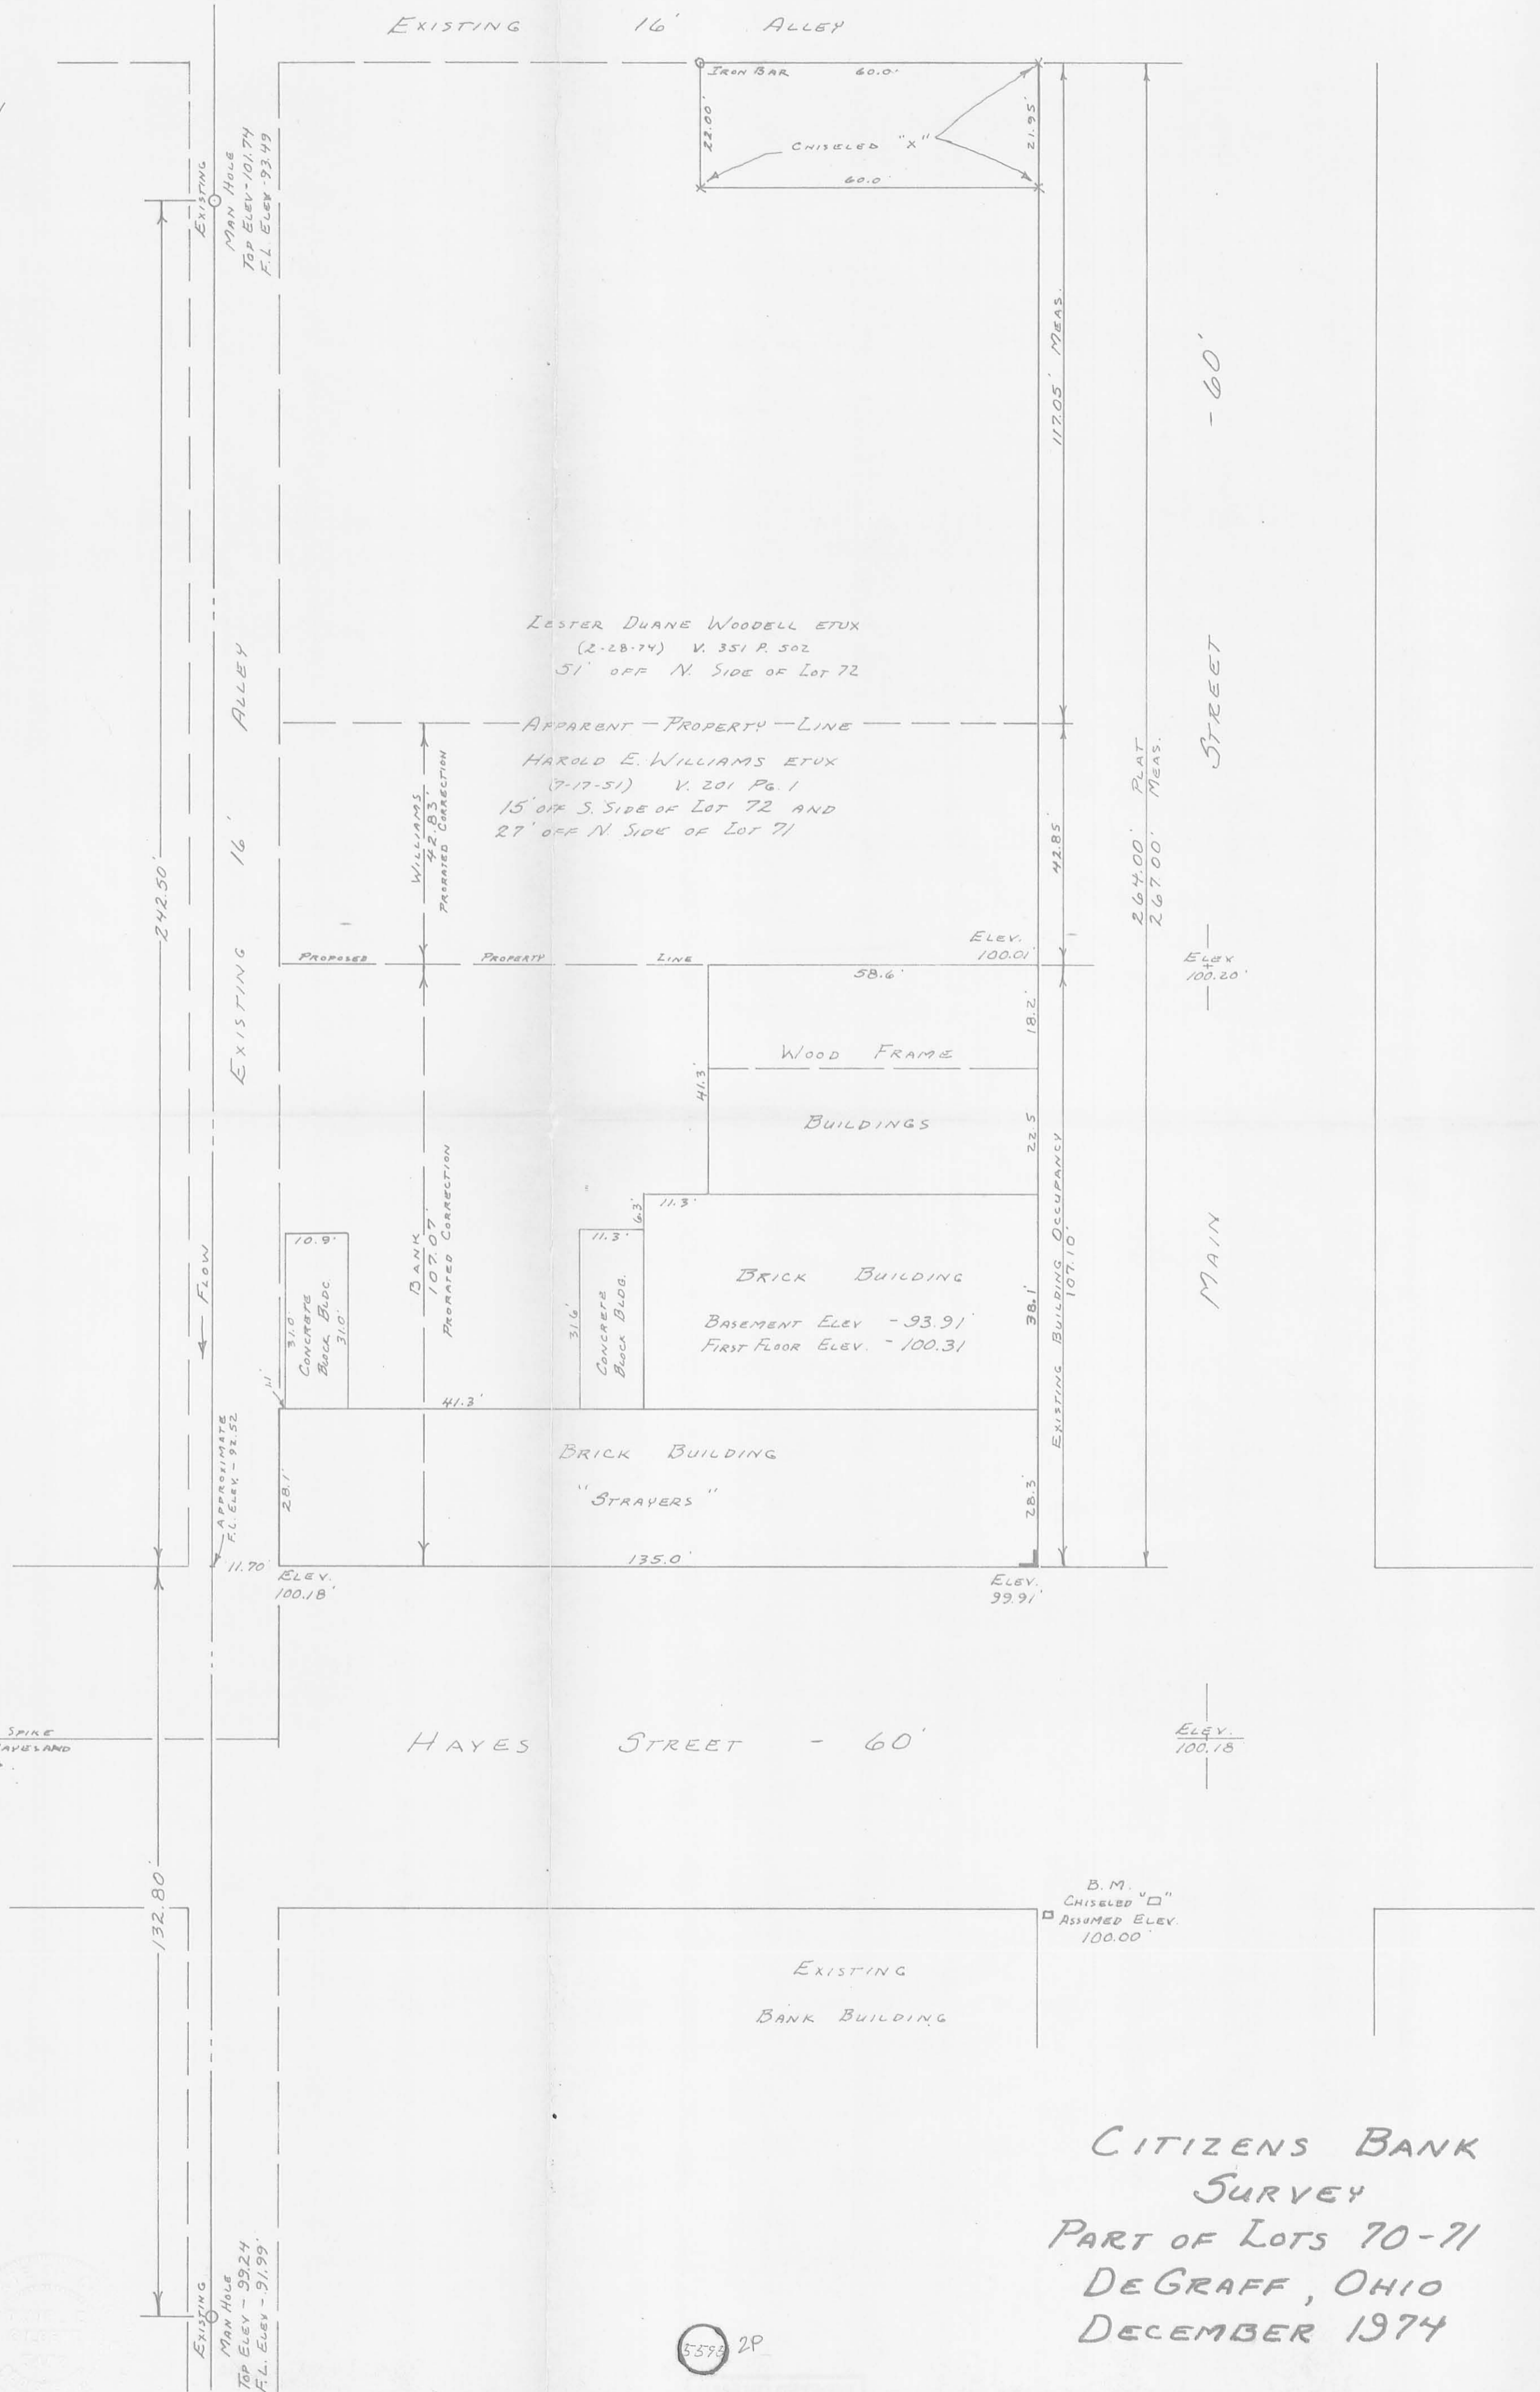 EXISTING 16' ALLEY
IRON BAR 60.0'
22.00'
21.95'
CHISELED "X"
60.0'
EXISTING
MAN HOLE
TOP ELEV-101.74
F.L. ELEV-93.49
117.05' MEAS.
MAIN STREET - 60'
264.00' PLAT
267.00' MEAS.
242.50'
EXISTING 16' ALLEY
LESTER DUANE WOODELL ETUX
(2-28-74) V. 351 P. 502
51' OFF N. SIDE OF LOT 72
APPARENT - PROPERTY - LINE
HAROLD E. WILLIAMS ETUX
(7-17-51) V. 201 PG. 1
15' OFF S. SIDE OF LOT 72 AND
27' OFF N. SIDE OF LOT 71
WILLIAMS
42.83'
PRORATED CORRECTION
42.85'
PROPOSED PROPERTY LINE
ELEV.
100.01'
ELEV
100.20'
58.6'
18.2'
WOOD FRAME
41.3'
BUILDINGS
22.5
11.3'
6.3'
BANK
107.07'
PRORATED CORRECTION
EXISTING BUILDING OCCUPANCY
107.10'
FLOW
10.9'
31.0'
CONCRETE
BLOCK BLDG
31.0'
1.1'
11.3'
31.6'
CONCRETE
BLOCK BLDG.
BRICK BUILDING
BASEMENT ELEV - 93.91
FIRST FLOOR ELEV. - 100.31
38.1'
41.3'
BRICK BUILDING
"STRAYERS"
28.1'
28.3'
APPROXIMATE
F.L. ELEV. - 92.52
11.70'
135.0'
ELEV.
100.18'
ELEV.
99.91'
SPIKE
HAYES STREET - 60'
ELEV.
100.18
132.80'
B.M.
CHISELED "□"
ASSUMED ELEV.
100.00'
EXISTING
BANK BUILDING
EXISTING
MAN HOLE
TOP ELEV - 99.24
F.L. ELEV - 91.99'
CITIZENS BANK
SURVEY
PART OF LOTS 70-71
DEGRAFF, OHIO
DECEMBER 1974
2P